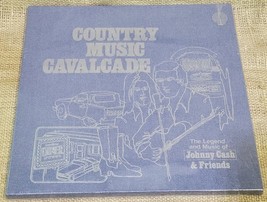 COUNTRY
MUSIC
CAVALCADE
The Legend
and Music of
Johnny Cash
& Friends